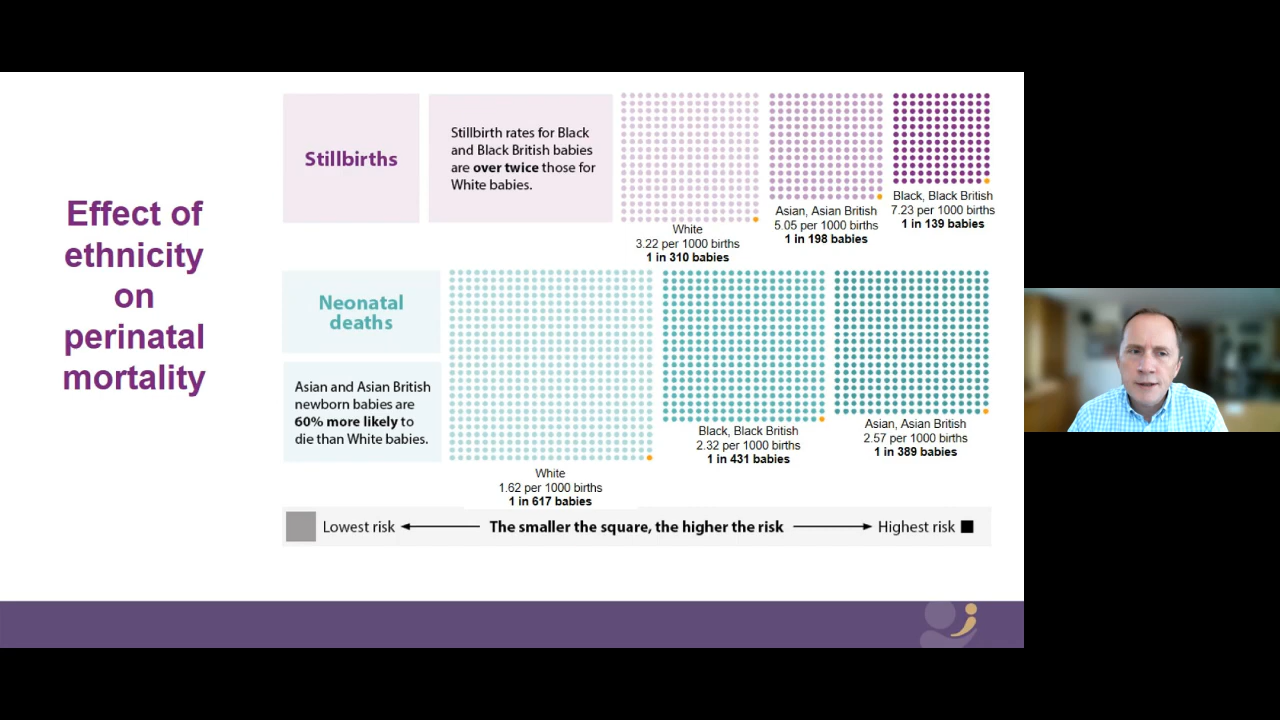 Effect of
ethnicity
on
perinatal
mortality
Stillbirths
Stillbirth rates for Black
and Black British babies
are over twice those for
White babies.
White
3.22 per 1000 births
1 in 310 babies
Asian, Asian British
5.05 per 1000 births
1 in 198 babies
Black, Black British
7.23 per 1000 births
1 in 139 babies
Neonatal
deaths
Asian and Asian British
newborn babies are
60% more likely to
die than White babies.
White
1.62 per 1000 births
1 in 617 babies
Black, Black British
2.32 per 1000 births
1 in 431 babies
Asian, Asian British
2.57 per 1000 births
1 in 389 babies
Lowest risk
The smaller the square, the higher the risk
Highest risk